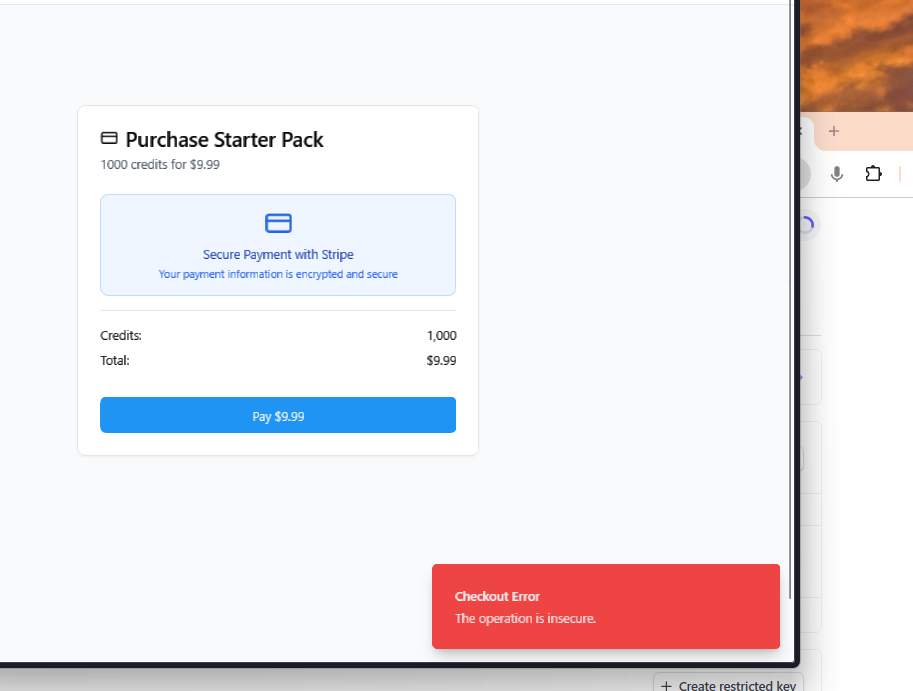 Purchase Starter Pack
1000 credits for $9.99
Secure Payment with Stripe
Your payment information is encrypted and secure
Credits: 1,000
Total: $9.99
Pay $9.99
Checkout Error
The operation is insecure.
+ Create restricted key